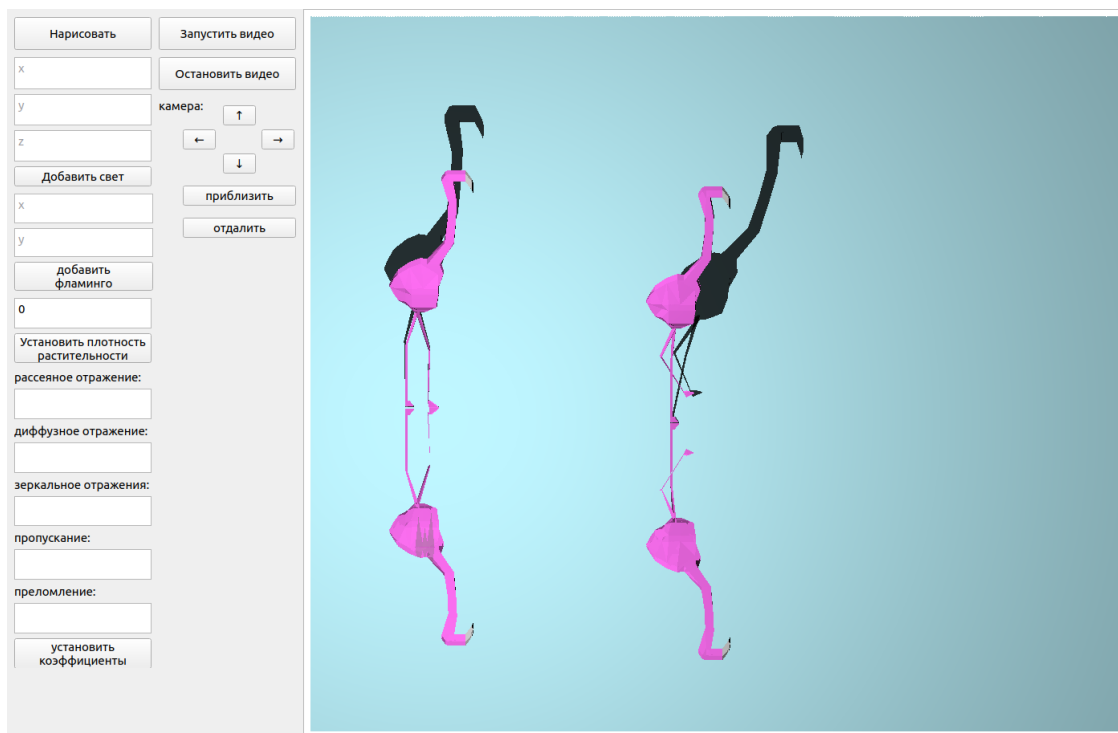 Нарисовать
Запустить видео
x
Остановить видео
y
камера:
↑
z
←
→
↓
Добавить свет
приблизить
x
отдалить
y
добавить
фламинго
0
Установить плотность
растительности
рассеяное отражение:
диффузное отражение:
зеркальное отражения:
пропускание:
преломление:
установить
коэффициенты